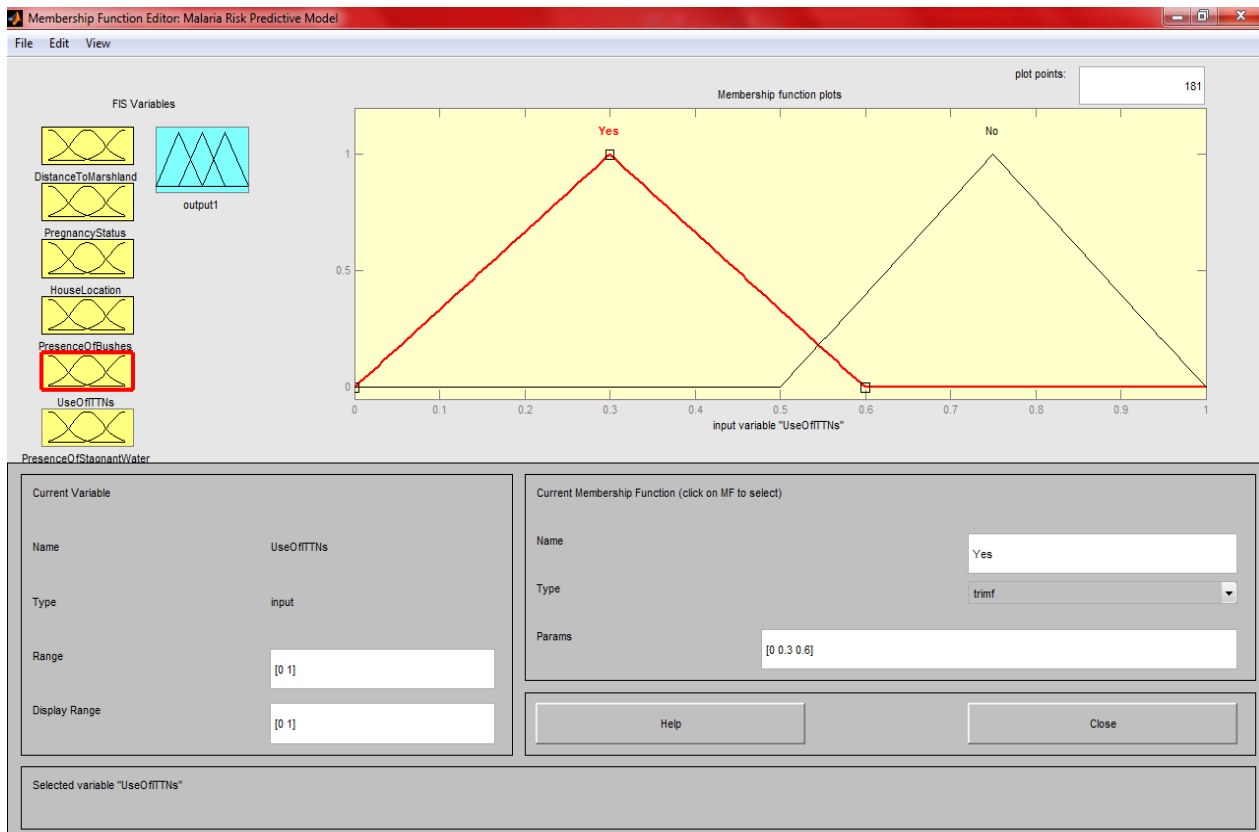 Membership Function Editor: Malaria Risk Predictive Model
File Edit View
FIS Variables
DistanceToMarshland
PregnancyStatus
HouseLocation
PresenceOfBushes
UseOfITTNs
PresenceOfStagnantWater
output1
plot points:
181
Membership function plots
Yes
No
1
0.5
0
0 0.1 0.2 0.3 0.4 0.5 0.6 0.7 0.8 0.9 1
input variable "UseOfITTNs"
Current Variable
Name UseOfITTNs
Type input
Range [0 1]
Display Range [0 1]
Current Membership Function (click on MF to select)
Name Yes
Type trimf
Params [0 0.3 0.6]
Help
Close
Selected variable "UseOfITTNs"